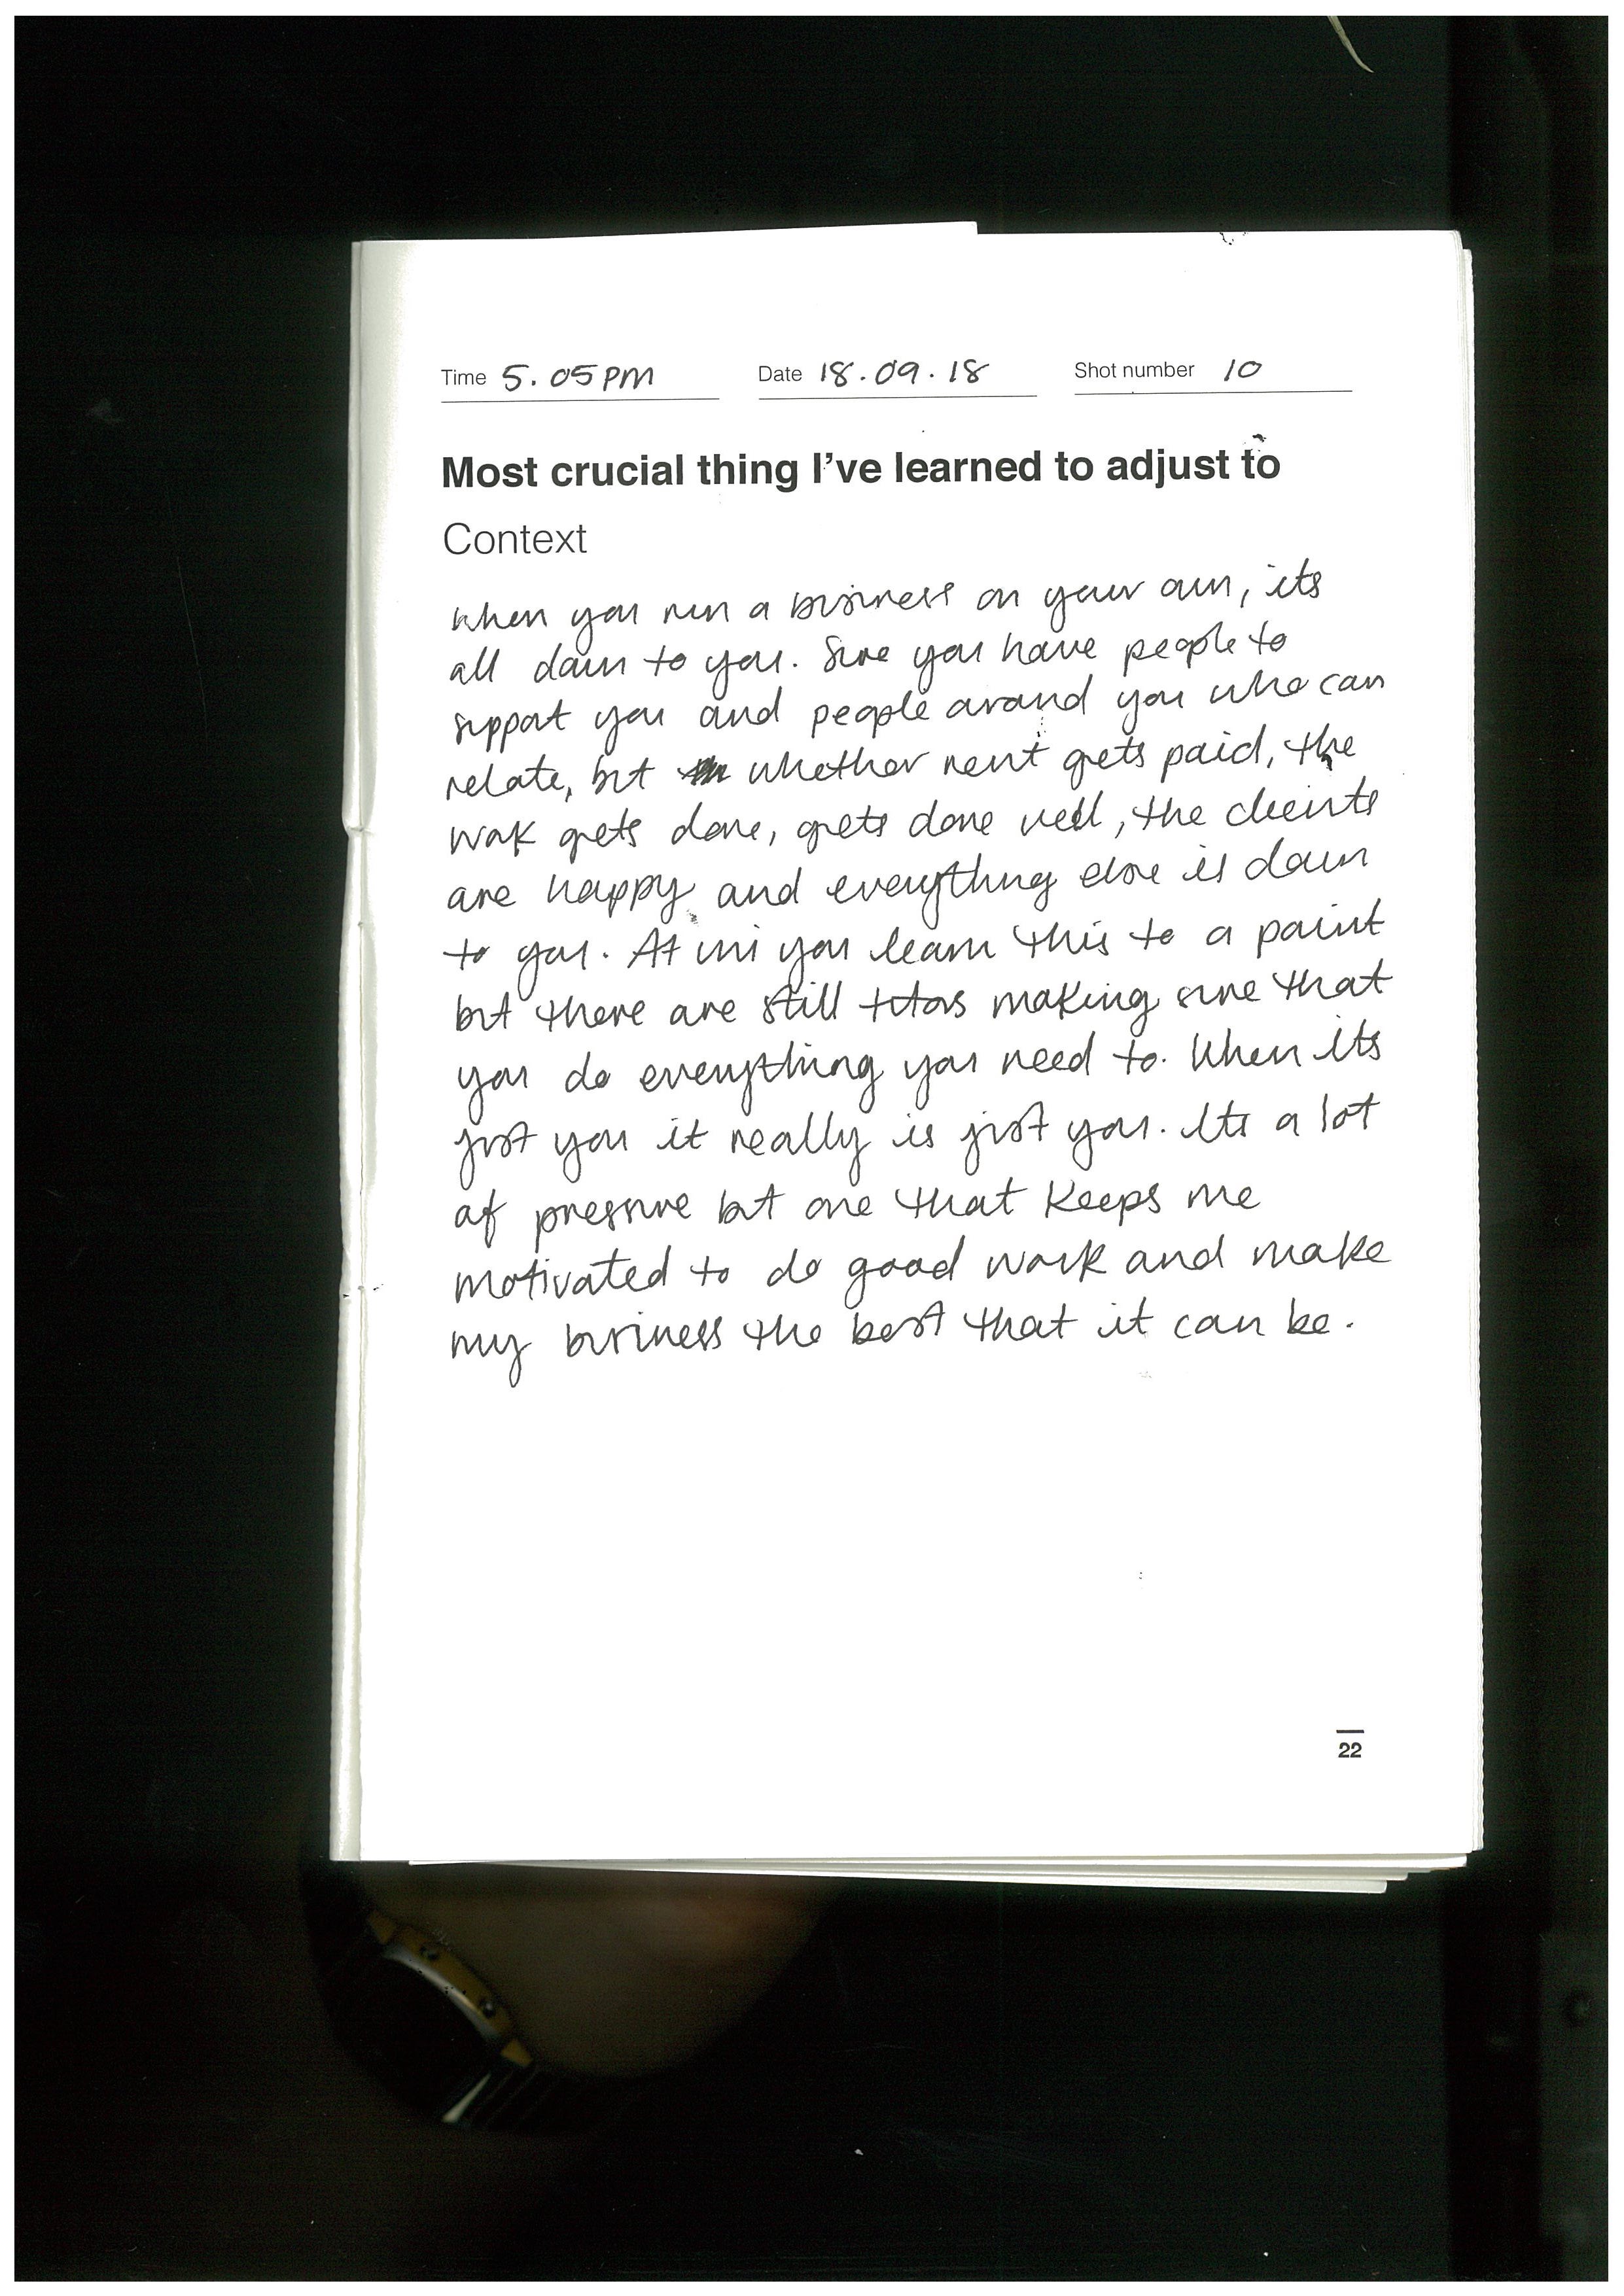 Time 5.05PM Date 18.09.18 Shot number 10
Most crucial thing I've learned to adjust to
Context
When you run a business on your own, its
all down to you. Sure you have people to
support you and people around you who can
relate, but whether rent gets paid, the
work gets done, gets done well, the clients
are happy and everything else is down
to you. At uni you learn this to a point
but there are still tutors making sure that
you do everything you need to. When its
just you it really is just you. Its a lot
of pressure but one that keeps me
motivated to do good work and make
my business the best that it can be.
22